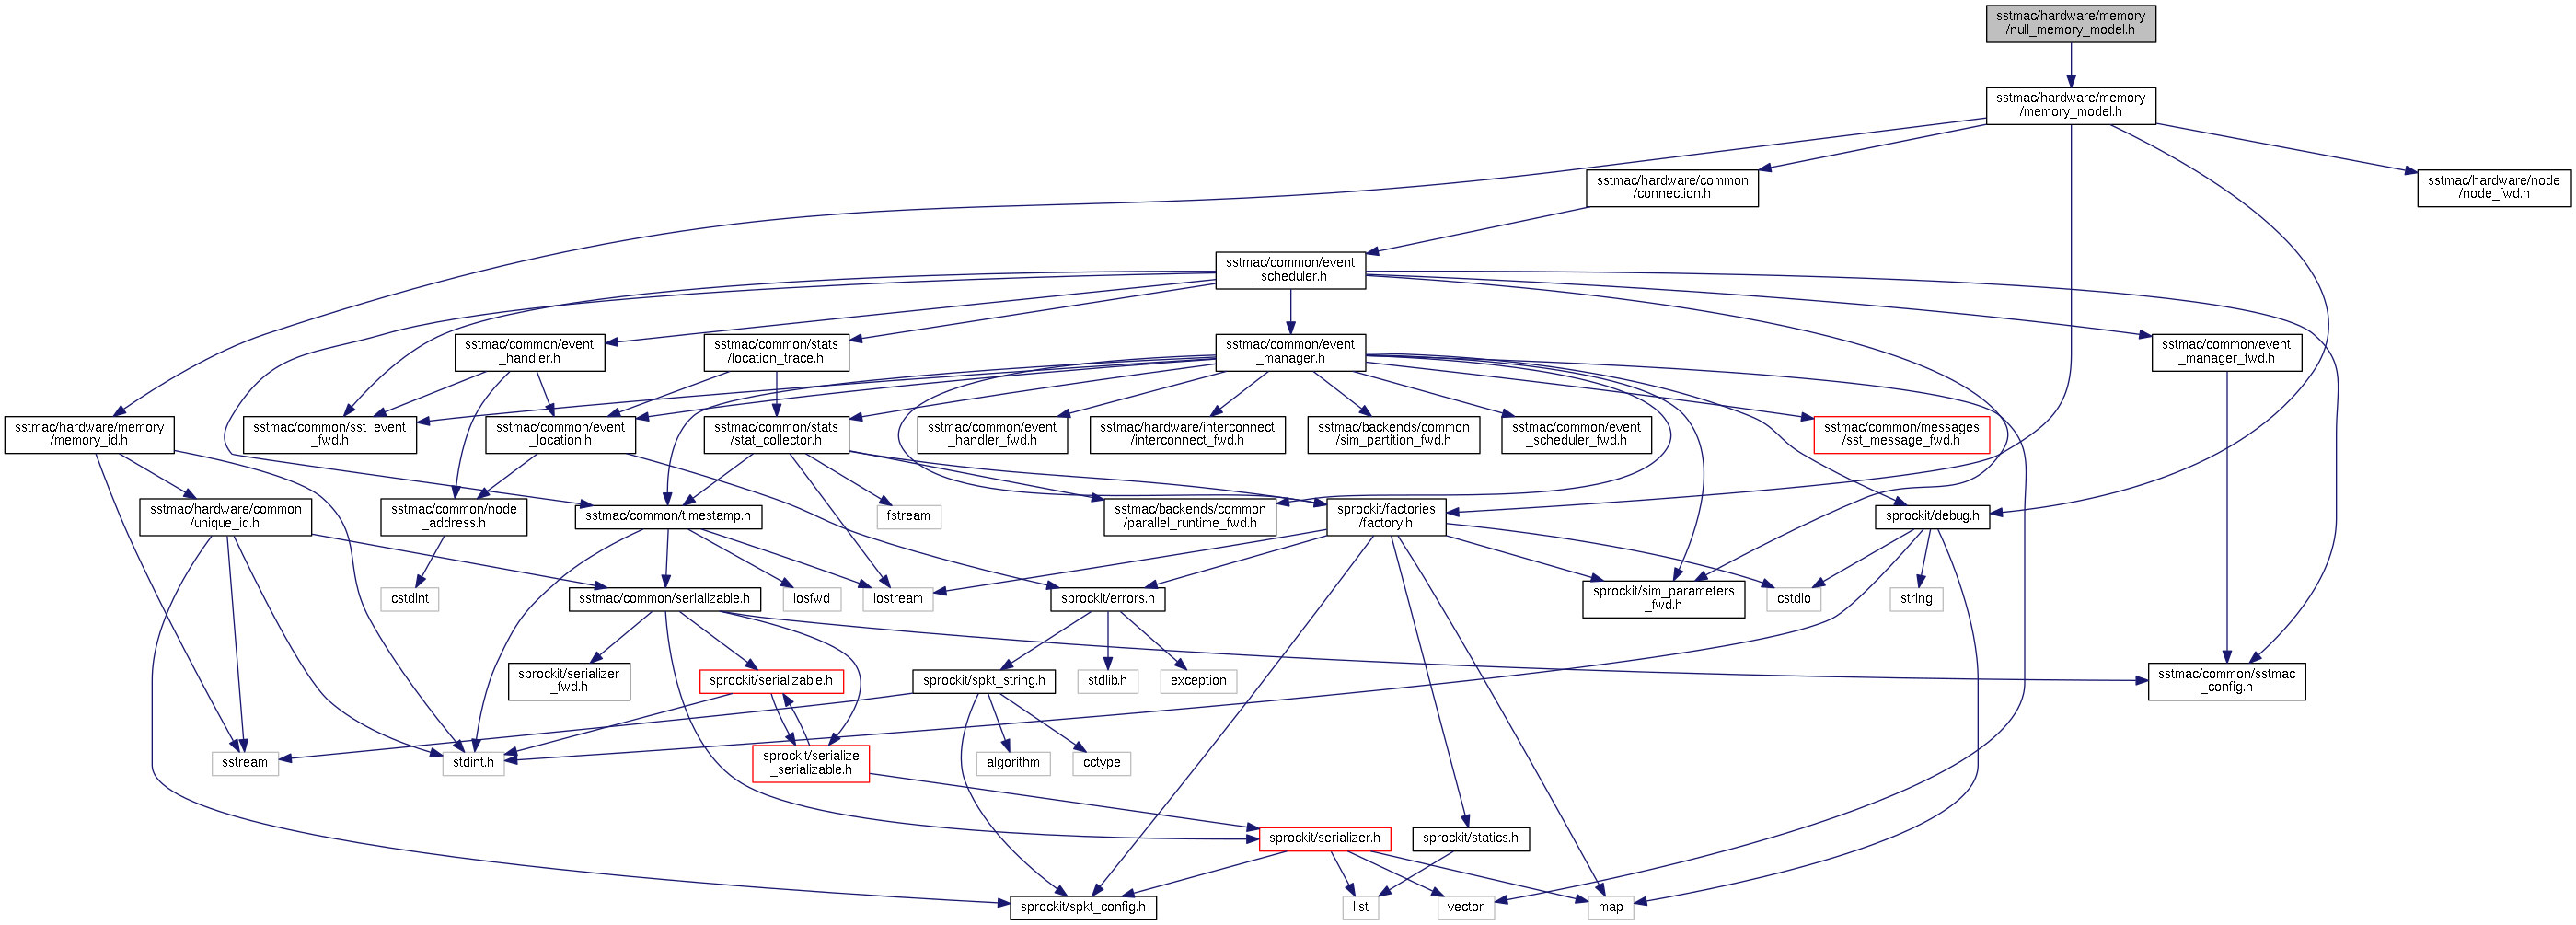 sstmac/hardware/memory
/null_memory_model.h
sstmac/hardware/memory
/memory_model.h
sstmac/hardware/common
/connection.h
sstmac/hardware/node
/node_fwd.h
sstmac/common/event
_scheduler.h
sstmac/common/event
_handler.h
sstmac/common/stats
/location_trace.h
sstmac/common/event
_manager.h
sstmac/common/event
_manager_fwd.h
sstmac/hardware/memory
/memory_id.h
sstmac/common/sst_event
_fwd.h
sstmac/common/event
_location.h
sstmac/common/stats
/stat_collector.h
sstmac/common/event
_handler_fwd.h
sstmac/hardware/interconnect
/interconnect_fwd.h
sstmac/backends/common
/sim_partition_fwd.h
sstmac/common/event
_scheduler_fwd.h
sstmac/common/messages
/sst_message_fwd.h
sstmac/hardware/common
/unique_id.h
sstmac/common/node
_address.h
sstmac/common/timestamp.h
fstream
sstmac/backends/common
/parallel_runtime_fwd.h
sprockit/factories
/factory.h
sprockit/debug.h
cstdint
sstmac/common/serializable.h
iosfwd
iostream
sprockit/errors.h
sprockit/sim_parameters
_fwd.h
cstdio
string
sprockit/serializer
_fwd.h
sprockit/serializable.h
sprockit/spkt_string.h
stdlib.h
exception
sstmac/common/sstmac
_config.h
sstream
stdint.h
sprockit/serialize
_serializable.h
algorithm
cctype
sprockit/serializer.h
sprockit/statics.h
sprockit/spkt_config.h
list
vector
map